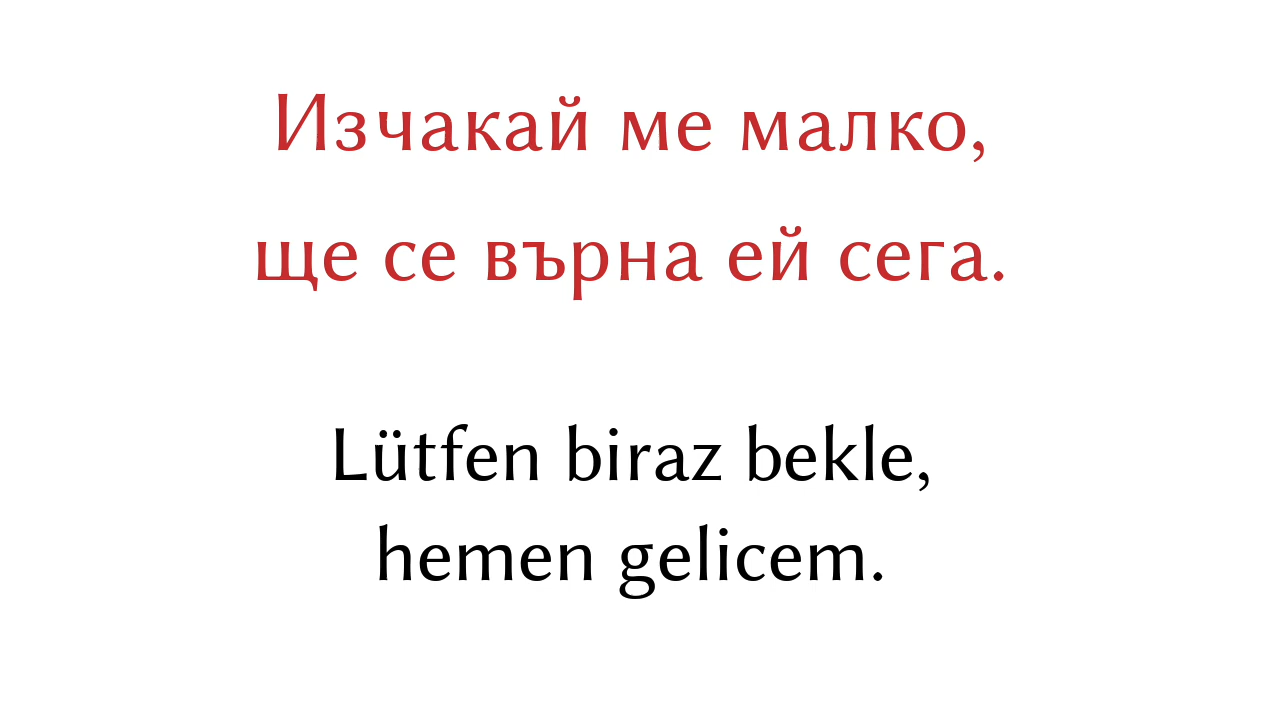 Изчакай ме малко,
ще се върна ей сега.
Lütfen biraz bekle,
hemen gelicem.